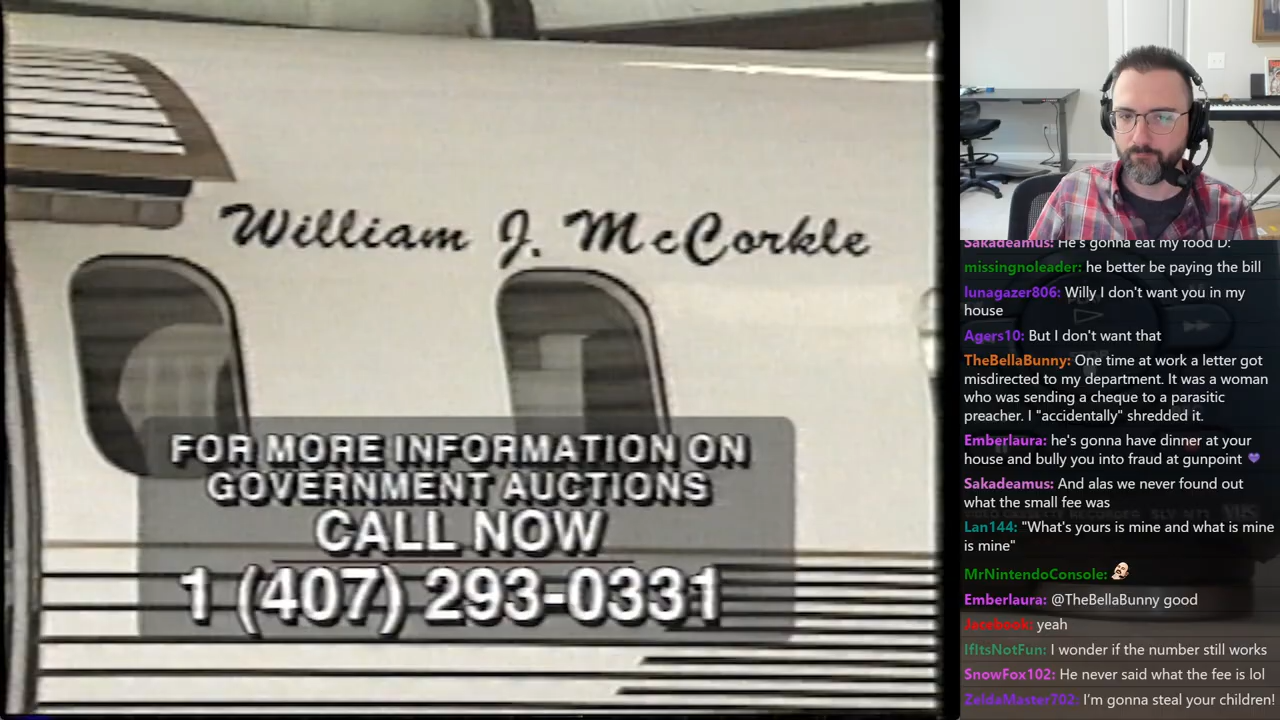 William J. McCorkle
FOR MORE INFORMATION ON
GOVERNMENT AUCTIONS
CALL NOW
1 (407) 293-0331
Sakadeamus: He's gonna eat my food D:
missingnoleader: he better be paying the bill
lunagazer806: Willy I don't want you in my
house
Agers10: But I don't want that
TheBellaBunny: One time at work a letter got
misdirected to my department. It was a woman
who was sending a cheque to a parasitic
preacher. I "accidentally" shredded it.
Emberlaura: he's gonna have dinner at your
house and bully you into fraud at gunpoint 💜
Sakadeamus: And alas we never found out
what the small fee was
Lan144: "What's yours is mine and what is mine
is mine"
MrNintendoConsole:
Emberlaura: @TheBellaBunny good
Jacebook: yeah
IfItsNotFun: I wonder if the number still works
SnowFox102: He never said what the fee is lol
ZeldaMaster702: I'm gonna steal your children!